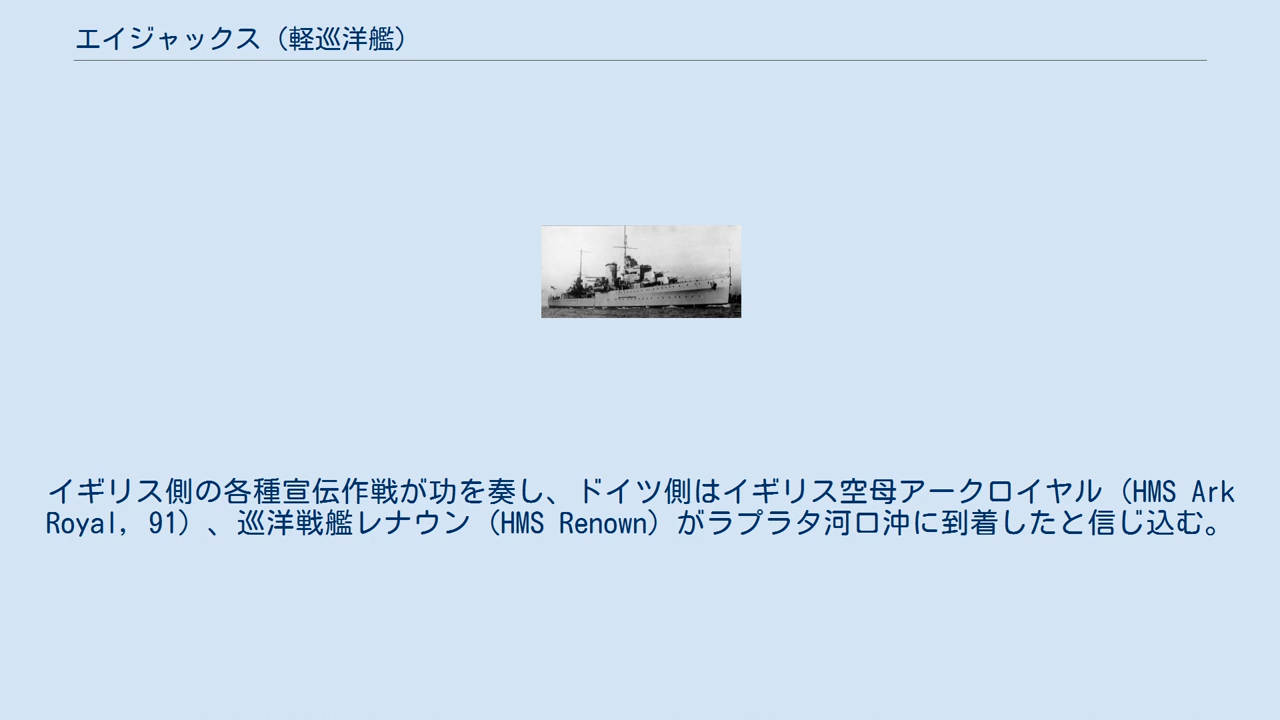 エイジャックス（軽巡洋艦）
イギリス側の各種宣伝作戦が功を奏し、ドイツ側はイギリス空母アークロイヤル（HMS Ark
Royal, 91）、巡洋戦艦レナウン（HMS Renown）がラプラタ河口沖に到着したと信じ込む。